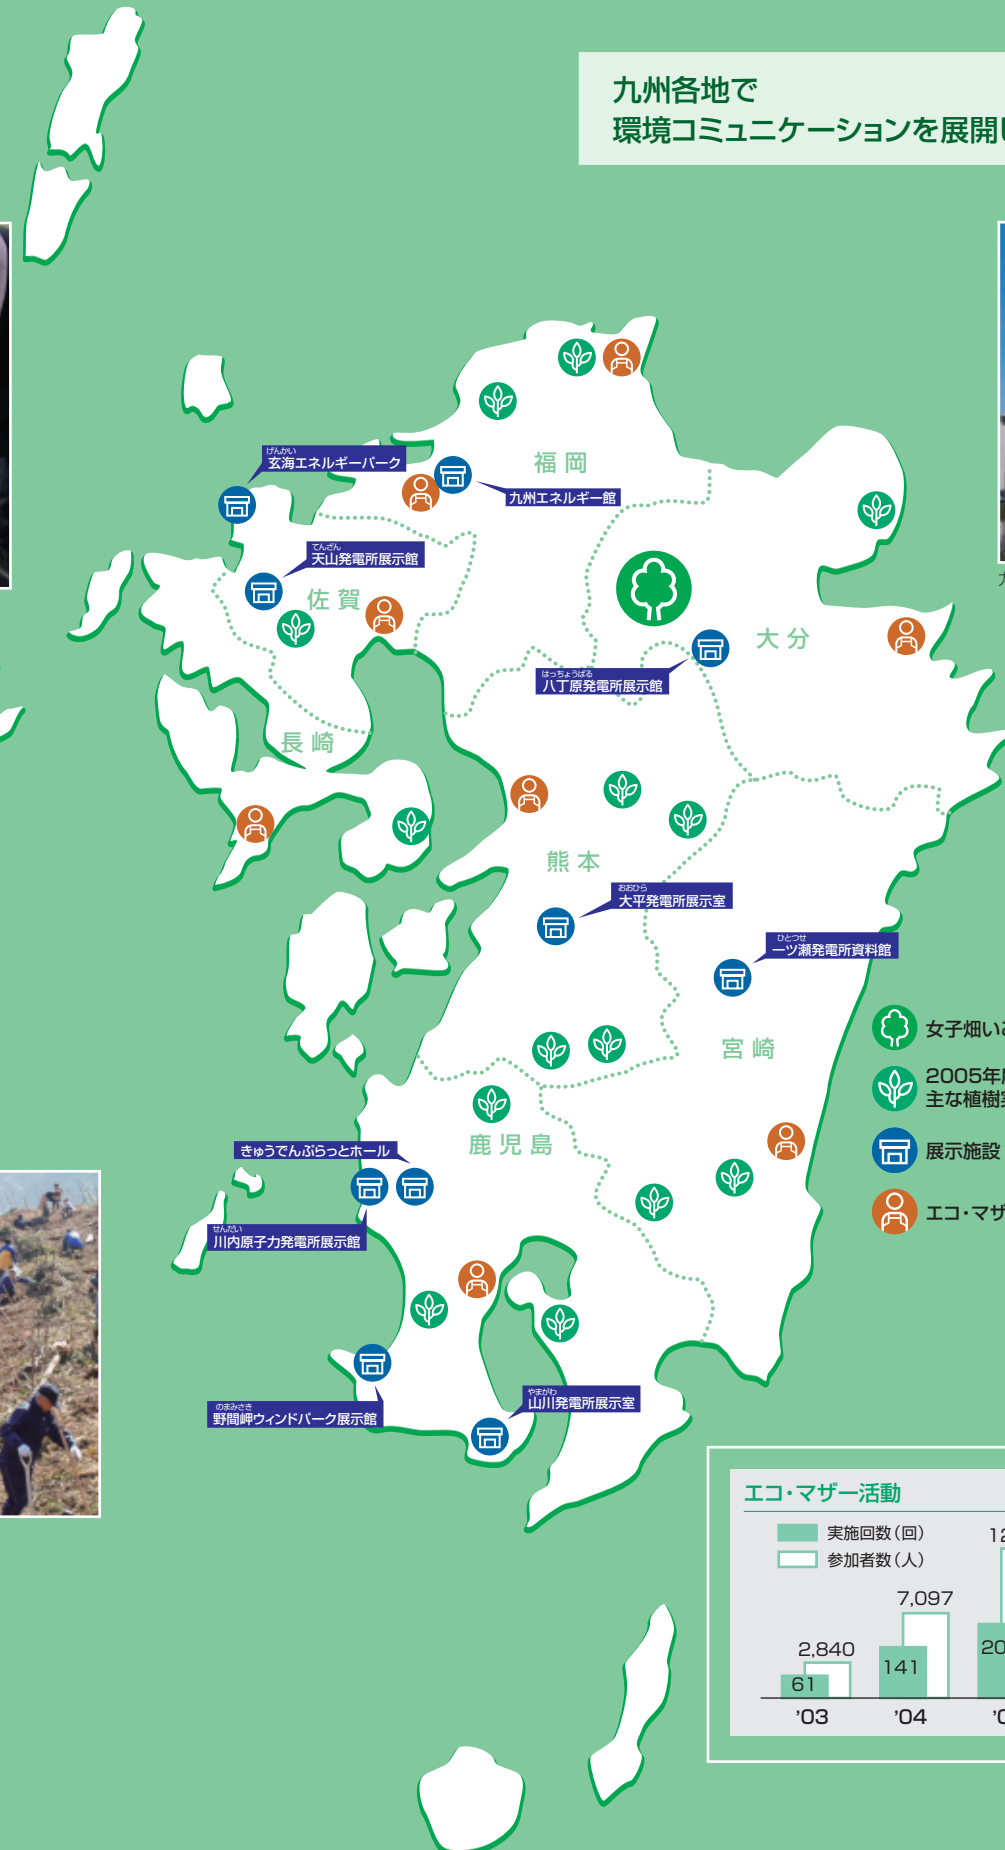 九州各地で
環境コミュニケーションを展開し
げんかい
玄海エネルギーパーク
福岡
九州エネルギー館
てんざん
天山発電所展示館
佐賀
大分
はっちょうばる
八丁原発電所展示館
長崎
熊本
おおひら
大平発電所展示室
ひとつせ
一ツ瀬発電所資料館
宮崎
女子畑い
2005年
主な植樹
展示施設
エコ・マザ
鹿児島
きゅうでんぷらっとホール
せんだい
川内原子力発電所展示館
のまみさき
野間岬ウィンドパーク展示館
やまがわ
山川発電所展示室
エコ・マザー活動
実施回数(回)
参加者数(人)
7,097
2,840
141
61
20
'03
'04